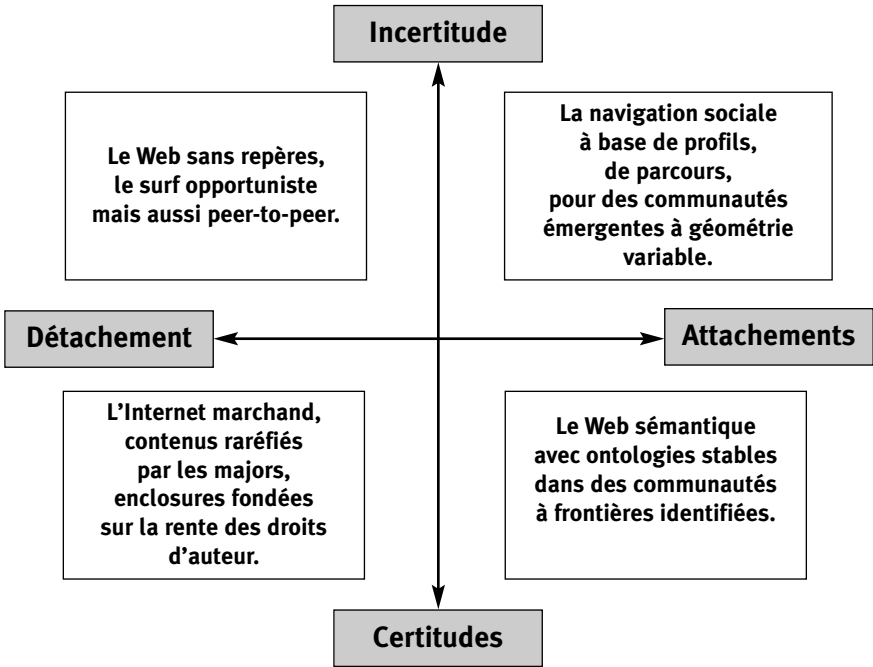 Incertitude
Le Web sans repères,
le surf opportuniste
mais aussi peer-to-peer.
La navigation sociale
à base de profils,
de parcours,
pour des communautés
émergentes à géométrie
variable.
Détachement
Attachements
L’Internet marchand,
contenus raréfiés
par les majors,
enclosures fondées
sur la rente des droits
d’auteur.
Le Web sémantique
avec ontologies stables
dans des communautés
à frontières identifiées.
Certitudes